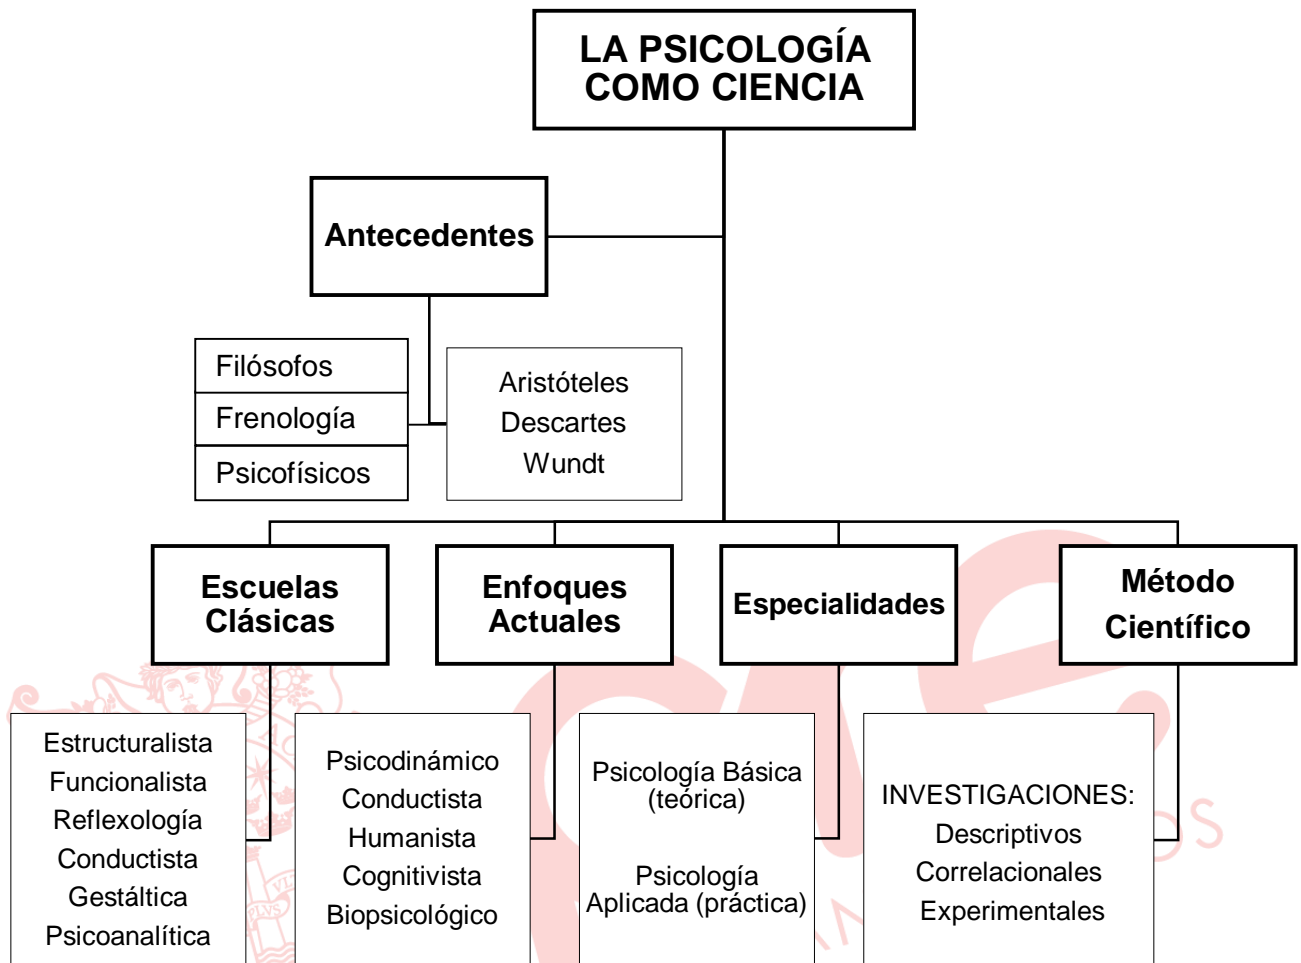 LA PSICOLOGÍA
COMO CIENCIA
Antecedentes
Filósofos
Frenología
Psicofísicos
Aristóteles
Descartes
Wundt
Escuelas
Clásicas
Enfoques
Actuales
Especialidades
Método
Científico
Estructuralista
Funcionalista
Reflexología
Conductista
Gestáltica
Psicoanalítica
Psicodinámico
Conductista
Humanista
Cognitivista
Biopsicológico
Psicología Básica
(teórica)
Psicología
Aplicada (práctica)
INVESTIGACIONES:
Descriptivos
Correlacionales
Experimentales